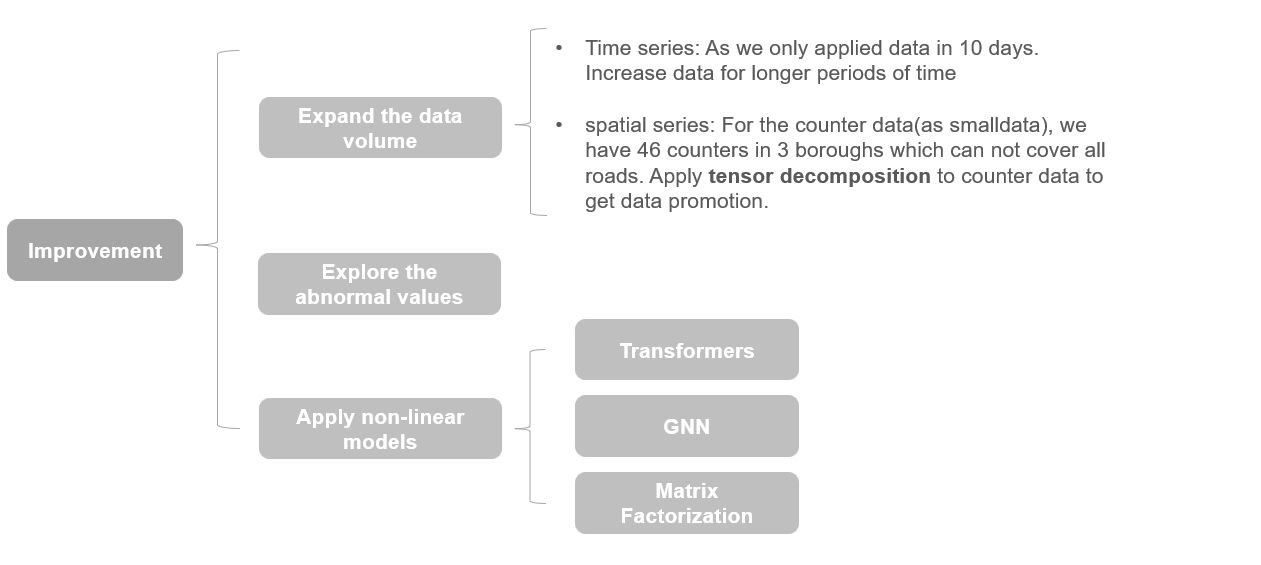 Improvement
Expand the data
volume
• Time series: As we only applied data in 10 days.
Increase data for longer periods of time
• spatial series: For the counter data(as smalldata), we
have 46 counters in 3 boroughs which can not cover all
roads. Apply tensor decomposition to counter data to
get data promotion.
Explore the
abnormal values
Apply non-linear
models
Transformers
GNN
Matrix
Factorization